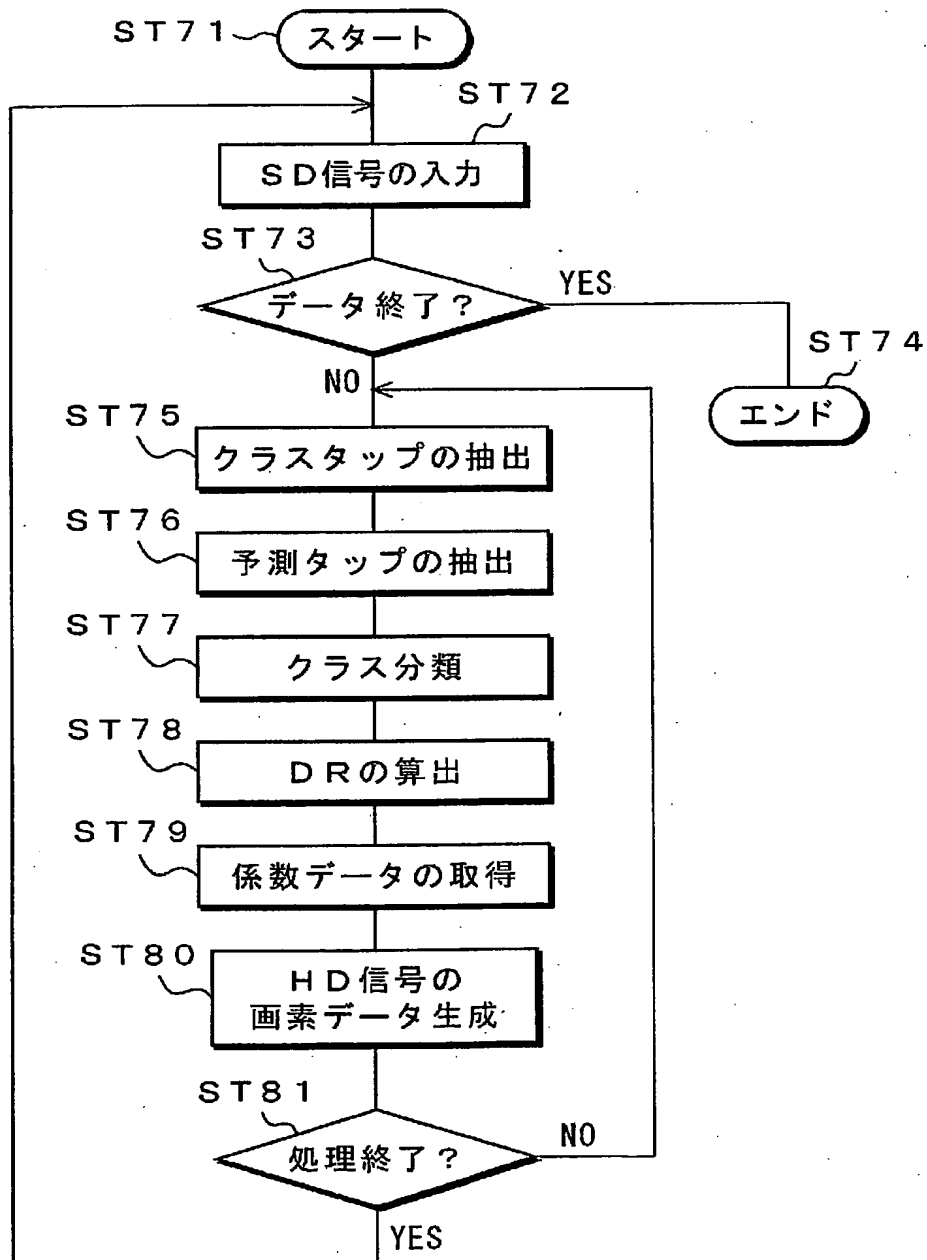 ST71
スタート
ST72
SD信号の入力
ST73
データ終了?
YES
ST74
エンド
NO
ST75
クラスタップの抽出
ST76
予測タップの抽出
ST77
クラス分類
ST78
DRの算出
ST79
係数データの取得
ST80
HD信号の
画素データ生成
ST81
処理終了?
NO
YES